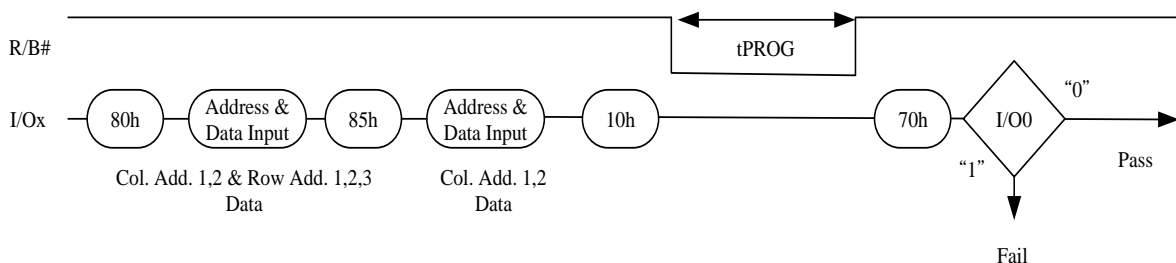 R/B#
tPROG
I/Ox
80h
Address &
Data Input
85h
Address &
Data Input
10h
70h
I/O0
“0”
“1”
Pass
Col. Add. 1,2 & Row Add. 1,2,3
Data
Col. Add. 1,2
Data
Fail